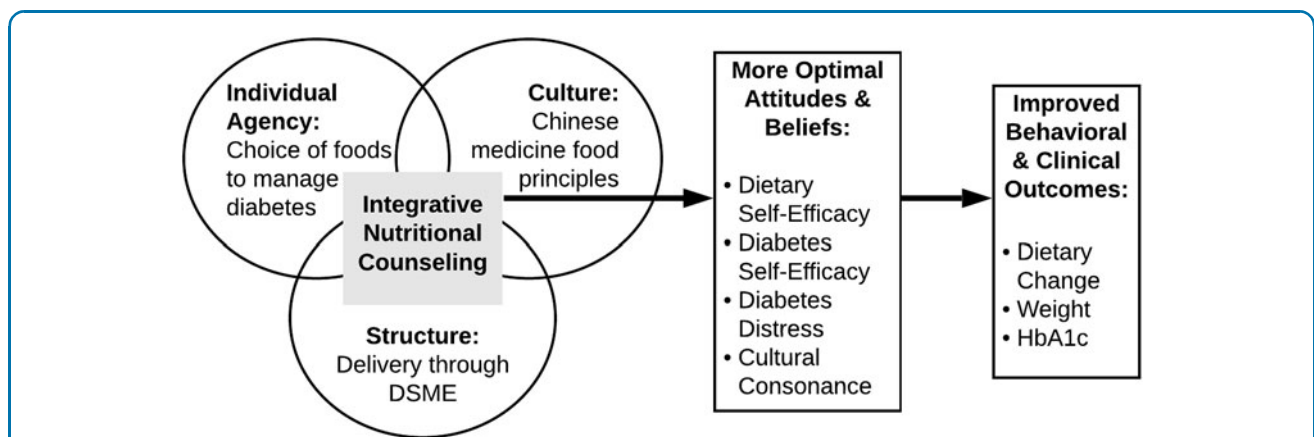 Individual
Agency:
Choice of foods
to manage
diabetes
Culture:
Chinese
medicine food
principles
Integrative
Nutritional
Counseling
Structure:
Delivery through
DSME
More Optimal
Attitudes &
Beliefs:
• Dietary
Self-Efficacy
• Diabetes
Self-Efficacy
• Diabetes
Distress
• Cultural
Consonance
Improved
Behavioral
& Clinical
Outcomes:
• Dietary
Change
• Weight
• HbA1c